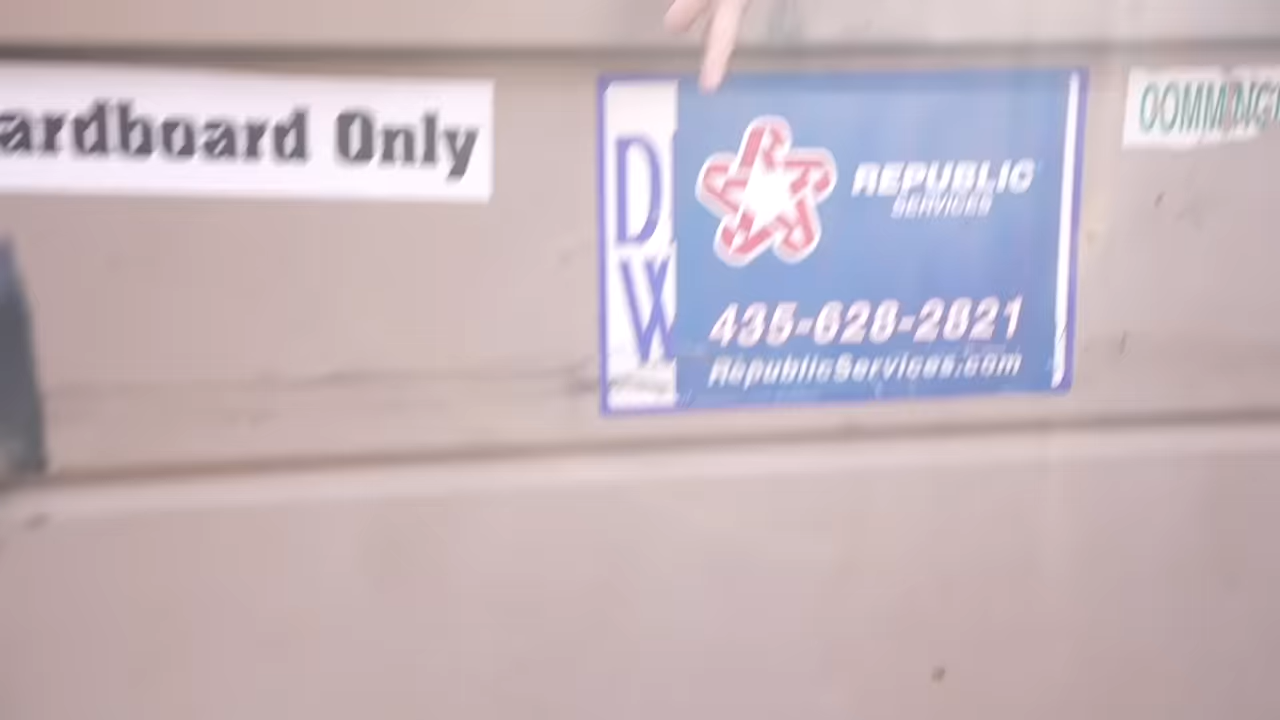 ardboard Only
D
W
REPUBLIC
SERVICES
435-628-2821
RepublicServices.com